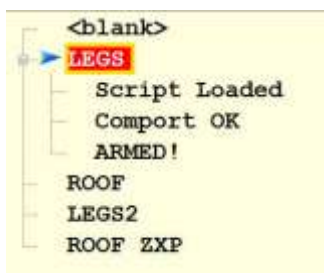 <blank>
LEGS
Script Loaded
Comport OK
ARMED!
ROOF
LEGS2
ROOF ZXP